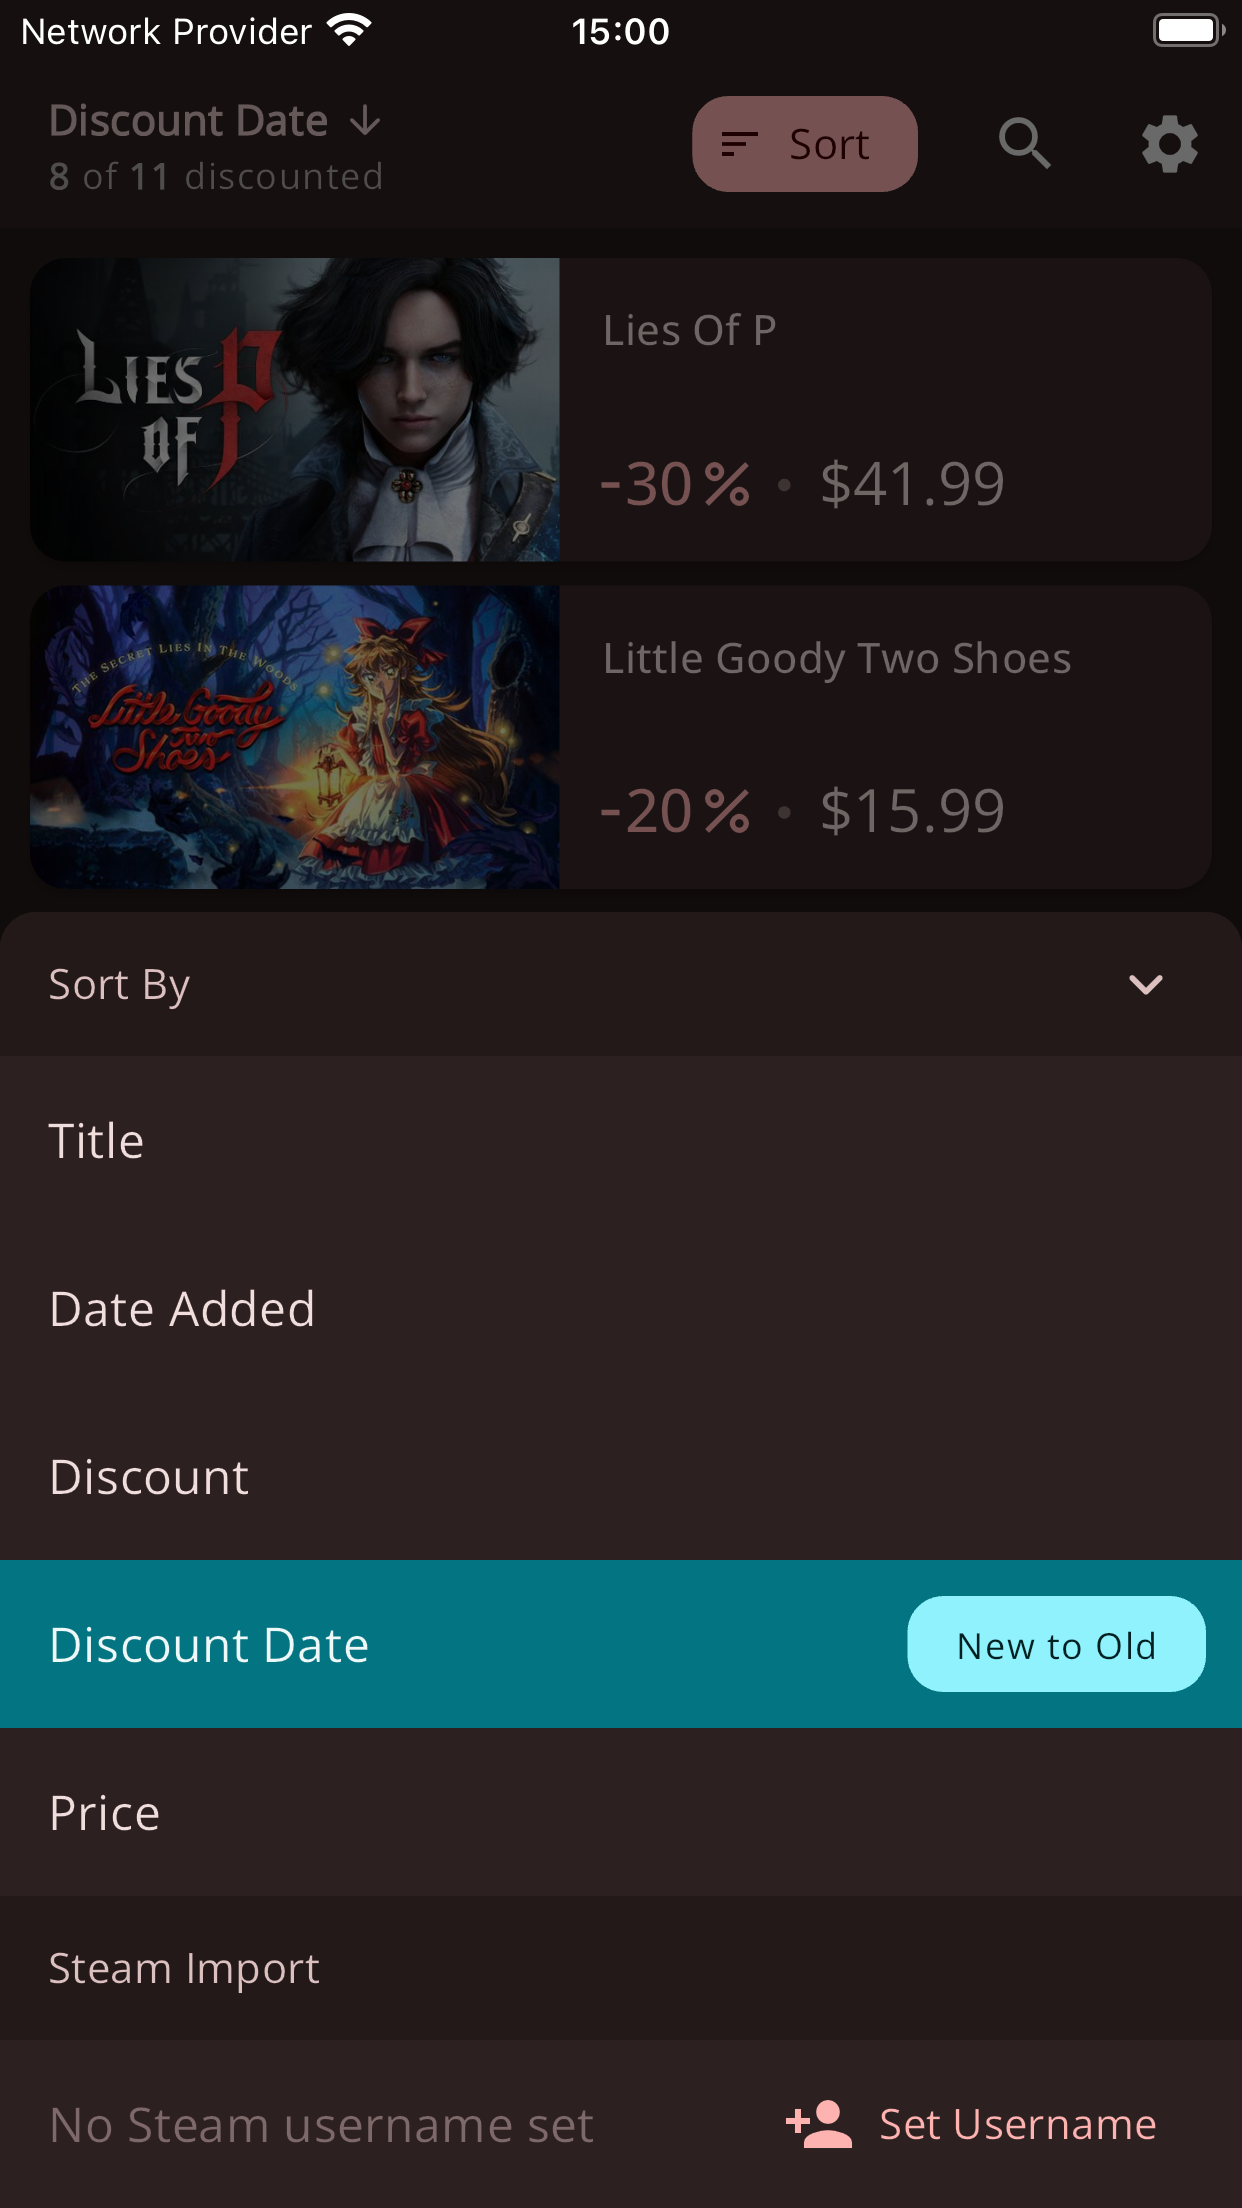 Network Provider
15:00
Discount Date
8 of 11 discounted
Sort
LIES OF P
Lies Of P
-30% • $41.99
THE SECRET LIES IN THE WOODS
Little Goody
Two
Shoes
Little Goody Two Shoes
-20% • $15.99
Sort By
Title
Date Added
Discount
Discount Date
New to Old
Price
Steam Import
No Steam username set
Set Username